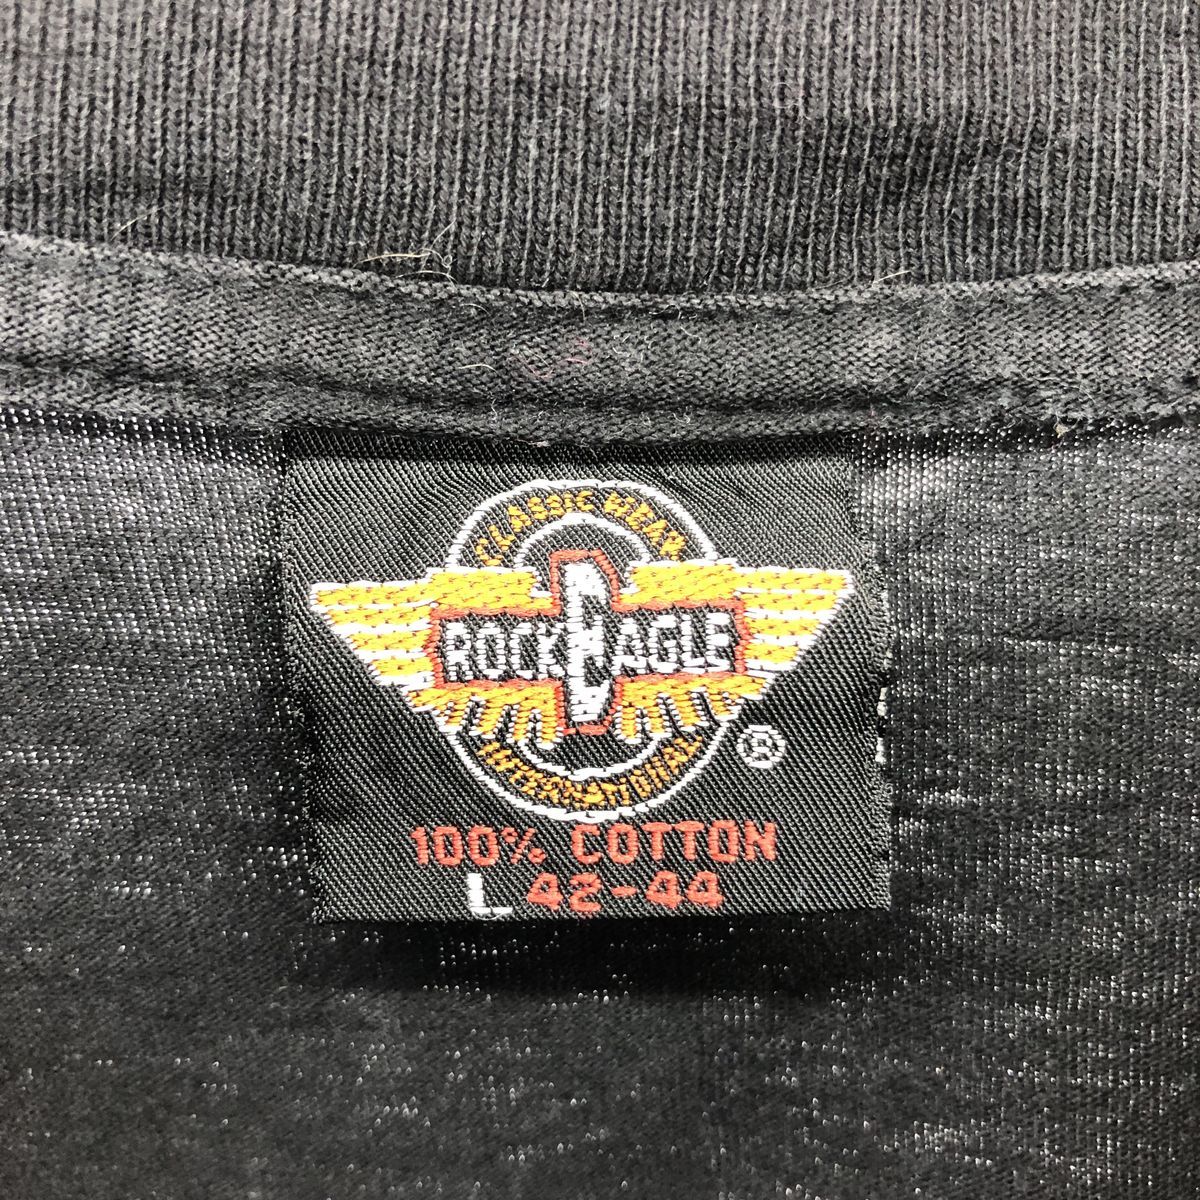 CLASSIC WEAR
ROCK EAGLE
INTERNATIONAL
®
100% COTTON
L 42-44